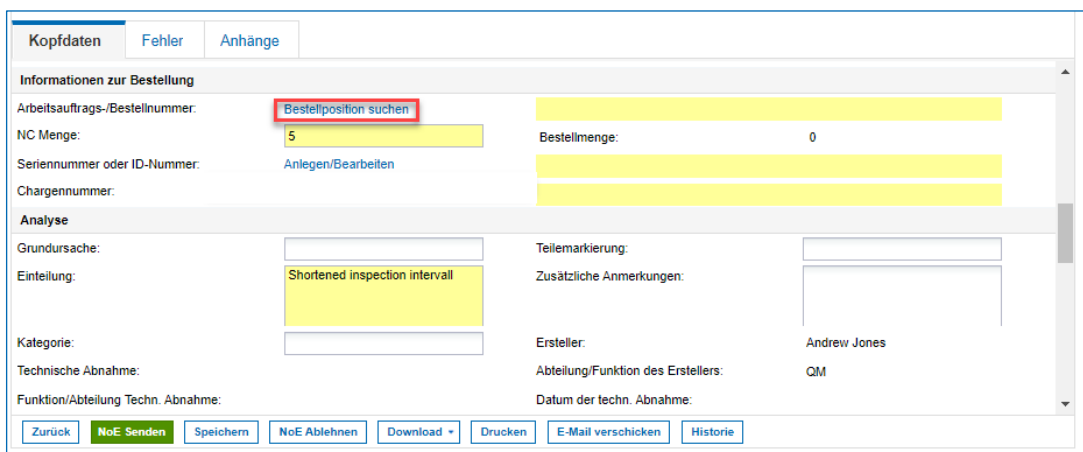 Kopfdaten Fehler Anhänge
Informationen zur Bestellung
Arbeitsauftrags-/Bestellnummer: Bestellposition suchen
NC Menge: 5 Bestellmenge: 0
Seriennummer oder ID-Nummer: Anlegen/Bearbeiten
Chargennummer:
Analyse
Grundursache: Teilemarkierung:
Einteilung: Shortened inspection intervall Zusätzliche Anmerkungen:
Kategorie: Ersteller: Andrew Jones
Technische Abnahme: Abteilung/Funktion des Erstellers: QM
Funktion/Abteilung Techn. Abnahme: Datum der techn. Abnahme:
Zurück NoE Senden Speichern NoE Ablehnen Download Drucken E-Mail verschicken Historie